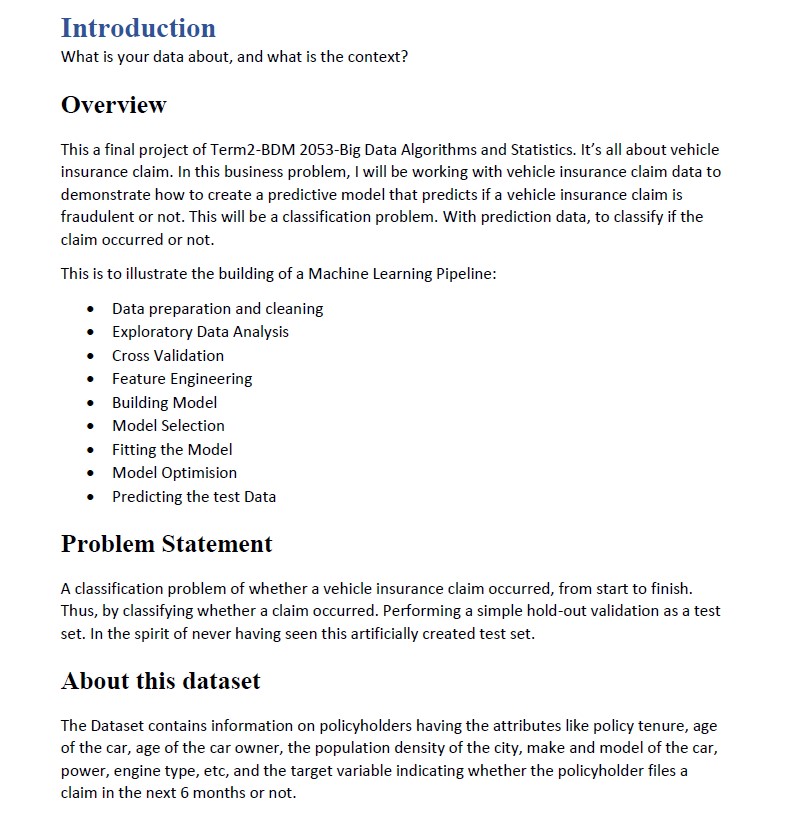 Introduction
What is your data about, and what is the context?
Overview
This a final project of Term2-BDM 2053-Big Data Algorithms and Statistics. It’s all about vehicle
insurance claim. In this business problem, I will be working with vehicle insurance claim data to
demonstrate how to create a predictive model that predicts if a vehicle insurance claim is
fraudulent or not. This will be a classification problem. With prediction data, to classify if the
claim occurred or not.
This is to illustrate the building of a Machine Learning Pipeline:
• Data preparation and cleaning
• Exploratory Data Analysis
• Cross Validation
• Feature Engineering
• Building Model
• Model Selection
• Fitting the Model
• Model Optimision
• Predicting the test Data
Problem Statement
A classification problem of whether a vehicle insurance claim occurred, from start to finish.
Thus, by classifying whether a claim occurred. Performing a simple hold-out validation as a test
set. In the spirit of never having seen this artificially created test set.
About this dataset
The Dataset contains information on policyholders having the attributes like policy tenure, age
of the car, age of the car owner, the population density of the city, make and model of the car,
power, engine type, etc, and the target variable indicating whether the policyholder files a
claim in the next 6 months or not.